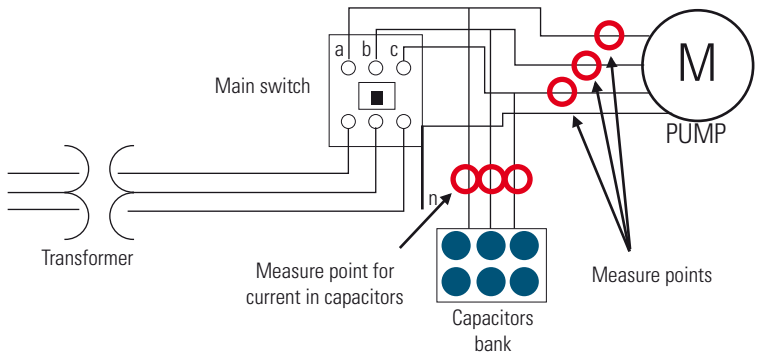 a b c
M
Main switch
PUMP
n
Transformer
Measure point for
current in capacitors
Measure points
Capacitors
bank